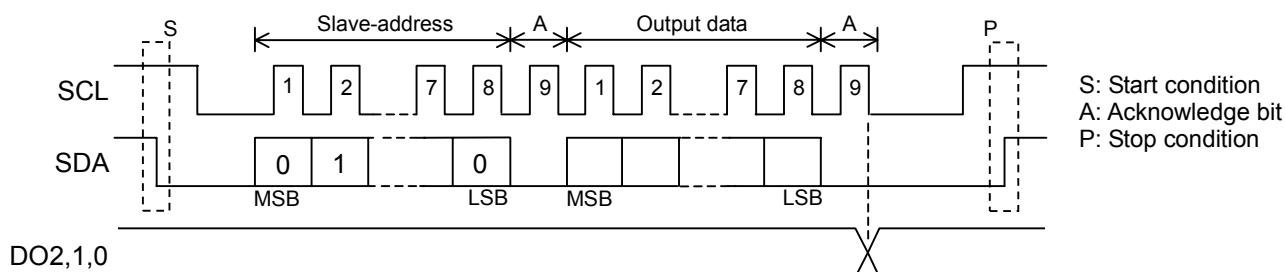 S Slave-address A Output data A P
SCL 1 2 7 8 9 1 2 7 8 9
S: Start condition
A: Acknowledge bit
P: Stop condition
SDA 0 1 0
MSB LSB MSB LSB
DO2,1,0